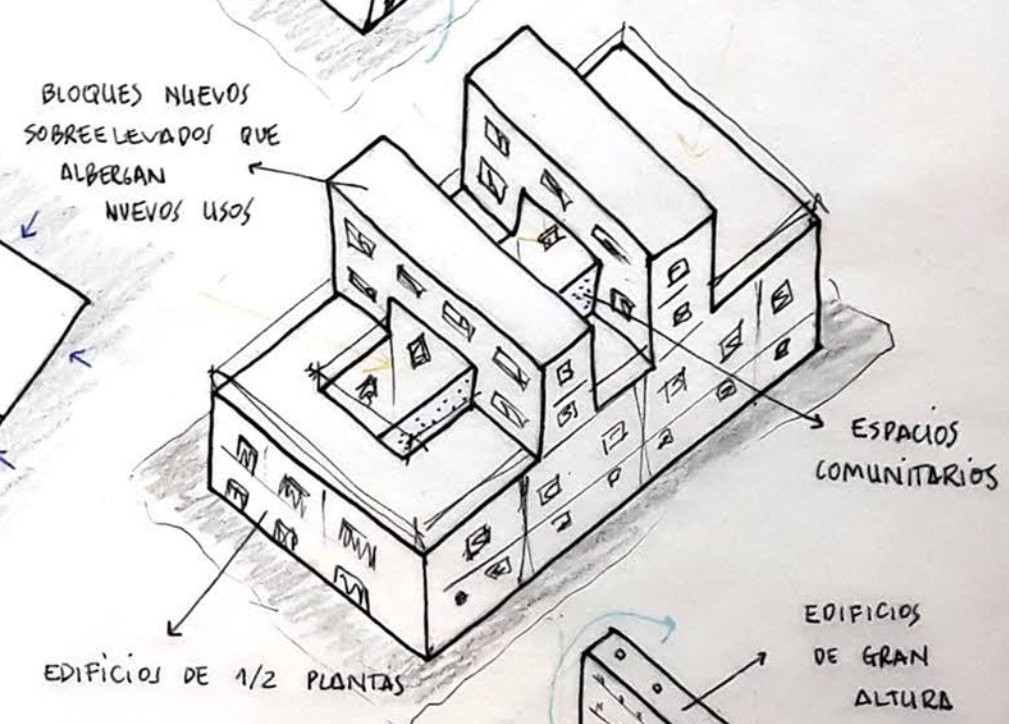 BLOQUES NUEVOS
SOBREELEVADOS QUE
ALBERGAN
NUEVOS USOS
ESPACIOS
COMUNITARIOS
EDIFICIOS DE 1/2 PLANTAS
EDIFICIOS
DE GRAN
ALTURA